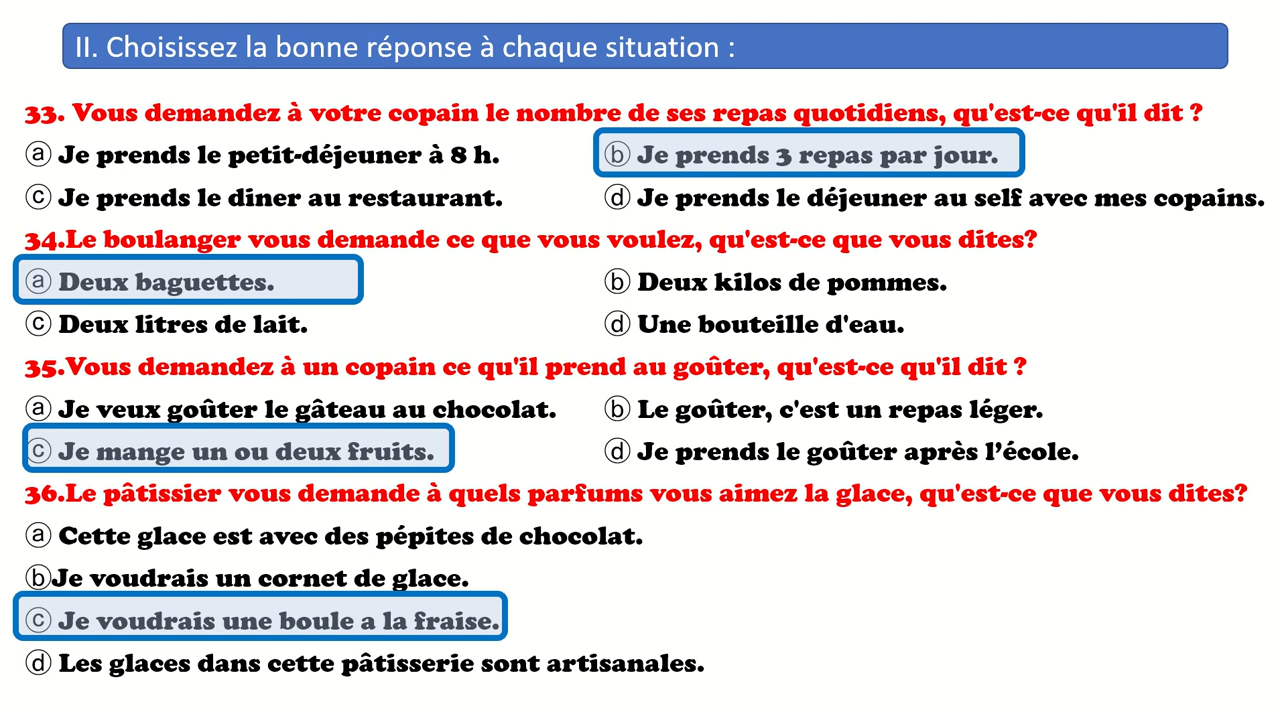 II. Choisissez la bonne réponse à chaque situation :
33. Vous demandez à votre copain le nombre de ses repas quotidiens, qu'est-ce qu'il dit ?
ⓐ Je prends le petit-déjeuner à 8 h. ⓑ Je prends 3 repas par jour.
ⓒ Je prends le diner au restaurant. ⓓ Je prends le déjeuner au self avec mes copains.
34.Le boulanger vous demande ce que vous voulez, qu'est-ce que vous dites?
ⓐ Deux baguettes. ⓑ Deux kilos de pommes.
ⓒ Deux litres de lait. ⓓ Une bouteille d'eau.
35.Vous demandez à un copain ce qu'il prend au goûter, qu'est-ce qu'il dit ?
ⓐ Je veux goûter le gâteau au chocolat. ⓑ Le goûter, c'est un repas léger.
ⓒ Je mange un ou deux fruits. ⓓ Je prends le goûter après l’école.
36.Le pâtissier vous demande à quels parfums vous aimez la glace, qu'est-ce que vous dites?
ⓐ Cette glace est avec des pépites de chocolat.
ⓑJe voudrais un cornet de glace.
ⓒ Je voudrais une boule a la fraise.
ⓓ Les glaces dans cette pâtisserie sont artisanales.